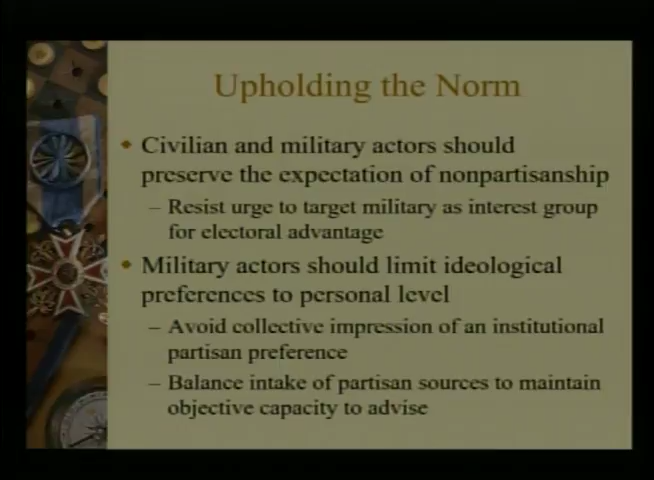 Upholding the Norm
Civilian and military actors should
preserve the expectation of nonpartisanship
– Resist urge to target military as interest group
for electoral advantage
Military actors should limit ideological
preferences to personal level
– Avoid collective impression of an institutional
partisan preference
– Balance intake of partisan sources to maintain
objective capacity to advise